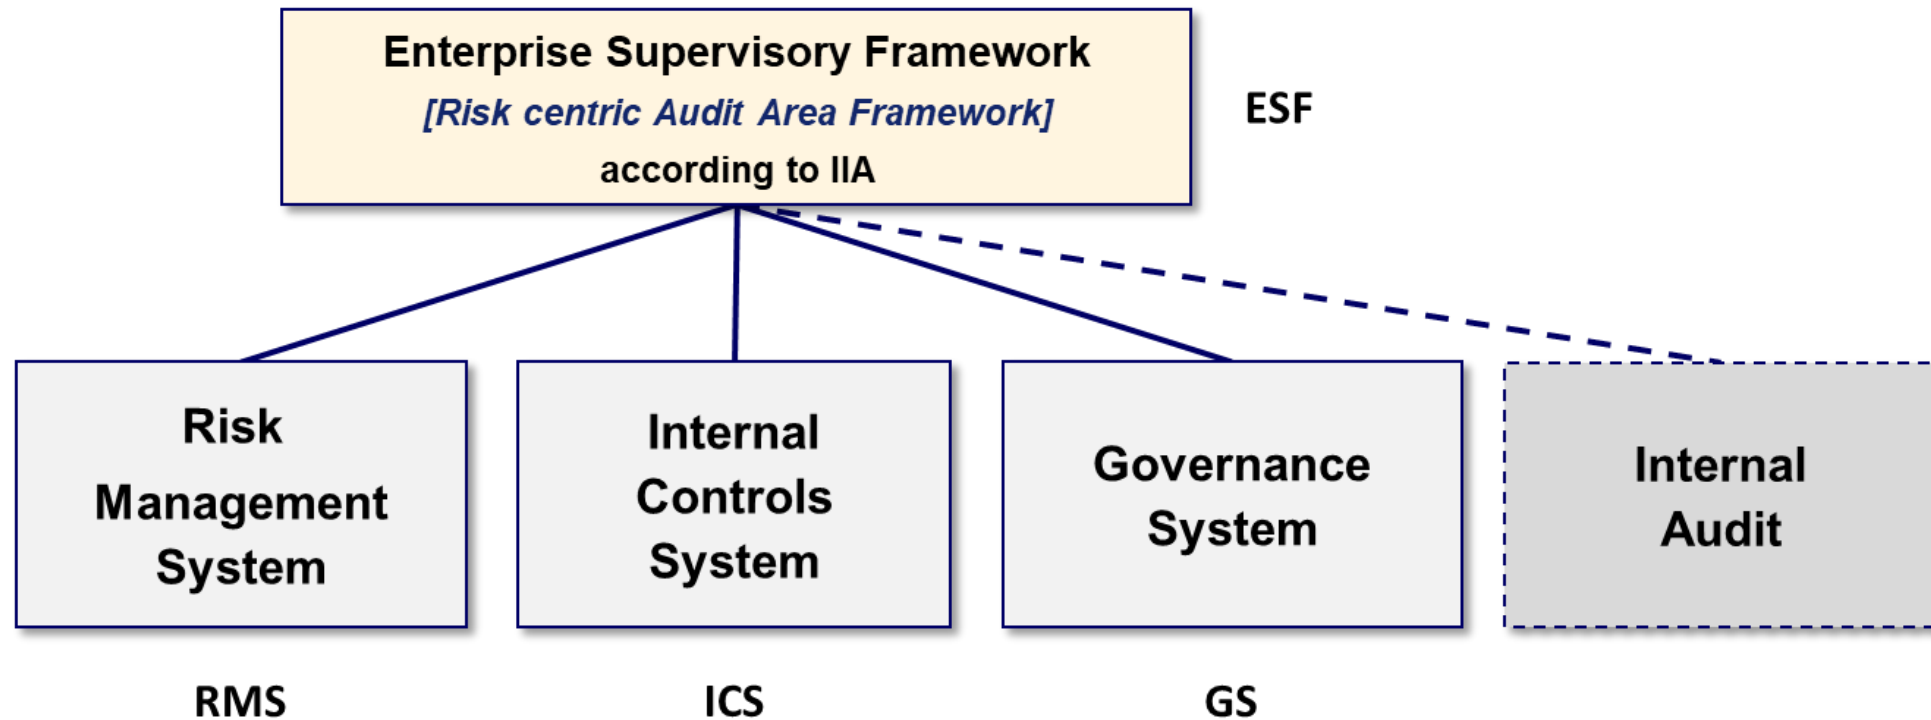 Enterprise Supervisory Framework
[Risk centric Audit Area Framework]
according to IIA
ESF
Risk
Management
System
Internal
Controls
System
Governance
System
Internal
Audit
RMS
ICS
GS